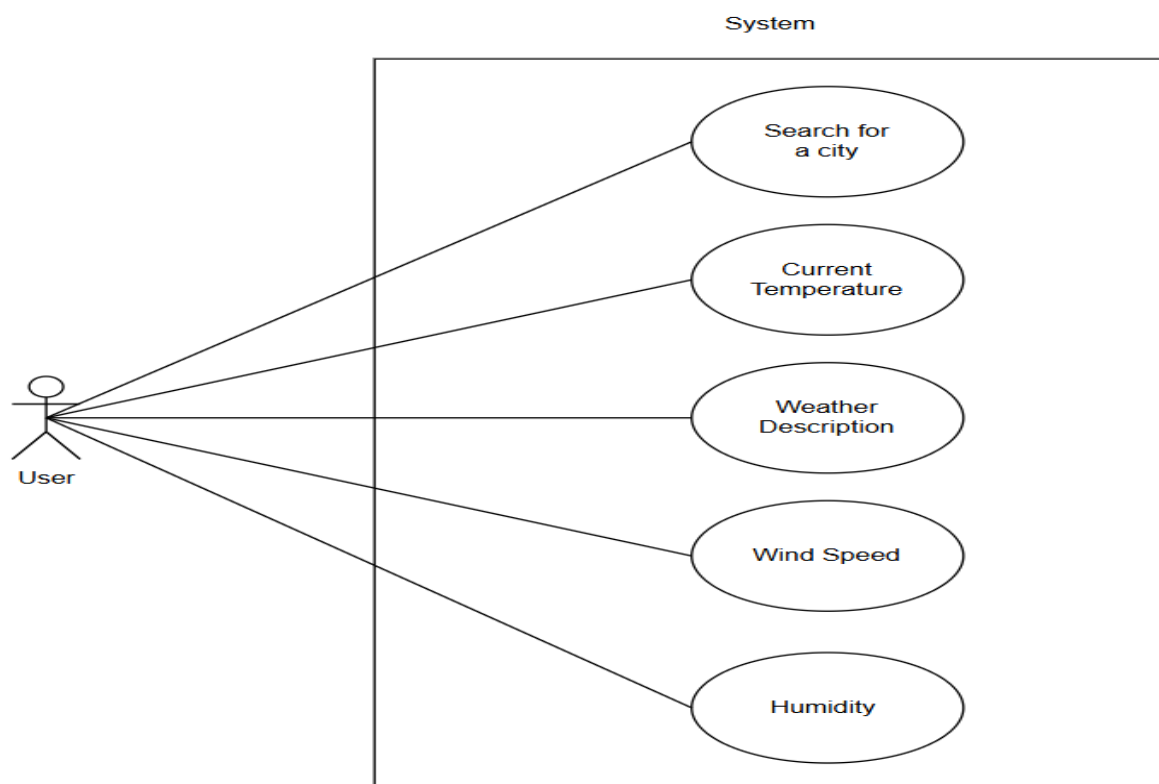 System
Search for
a city
Current
Temperature
Weather
Description
User
Wind Speed
Humidity